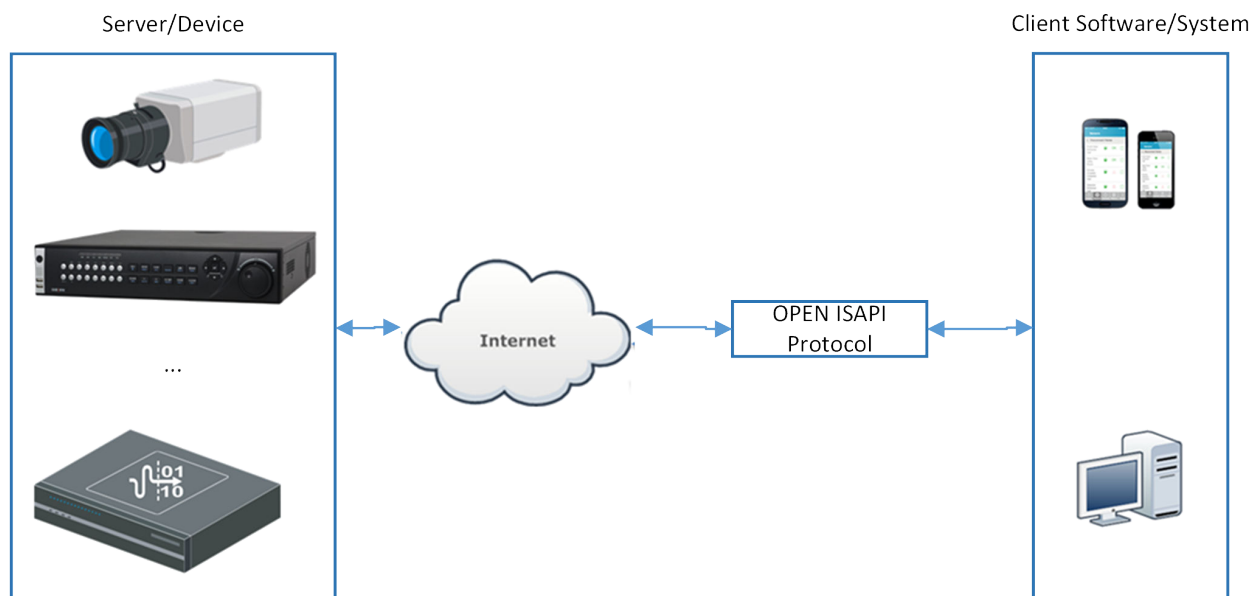 Server/Device
Client Software/System
Internet
OPEN ISAPI
Protocol
...
01
10